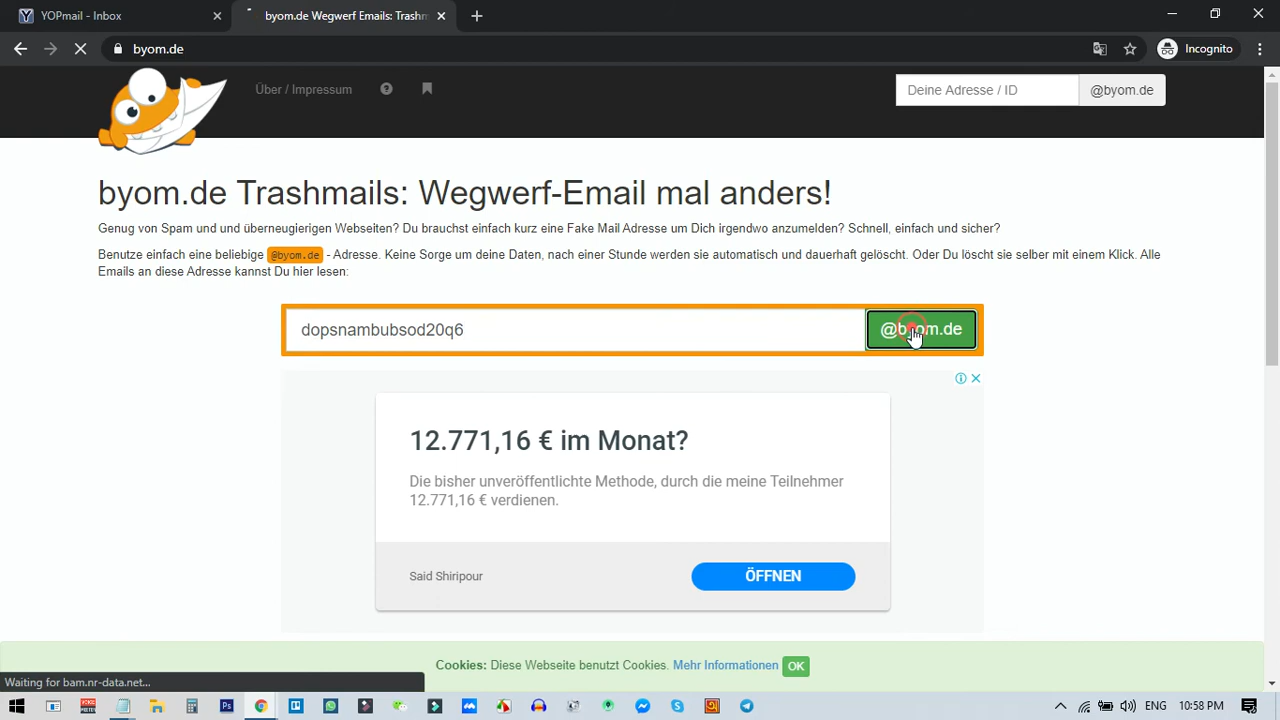 YOPmail - Inbox
byom.de Wegwerf Emails: Trashm
byom.de
Incognito
Über / Impressum
Deine Adresse / ID
@byom.de
byom.de Trashmails: Wegwerf-Email mal anders!
Genug von Spam und und überneugierigen Webseiten? Du brauchst einfach kurz eine Fake Mail Adresse um Dich irgendwo anzumelden? Schnell, einfach und sicher?
Benutze einfach eine beliebige @byom.de - Adresse. Keine Sorge um deine Daten, nach einer Stunde werden sie automatisch und dauerhaft gelöscht. Oder Du löscht sie selber mit einem Klick. Alle
Emails an diese Adresse kannst Du hier lesen:
dopsnambubsod20q6
@byom.de
12.771,16 € im Monat?
Die bisher unveröffentlichte Methode, durch die meine Teilnehmer
12.771,16 € verdienen.
Said Shiripour
ÖFFNEN
Cookies: Diese Webseite benutzt Cookies. Mehr Informationen OK
Waiting for bam.nr-data.net...
ENG
10:58 PM